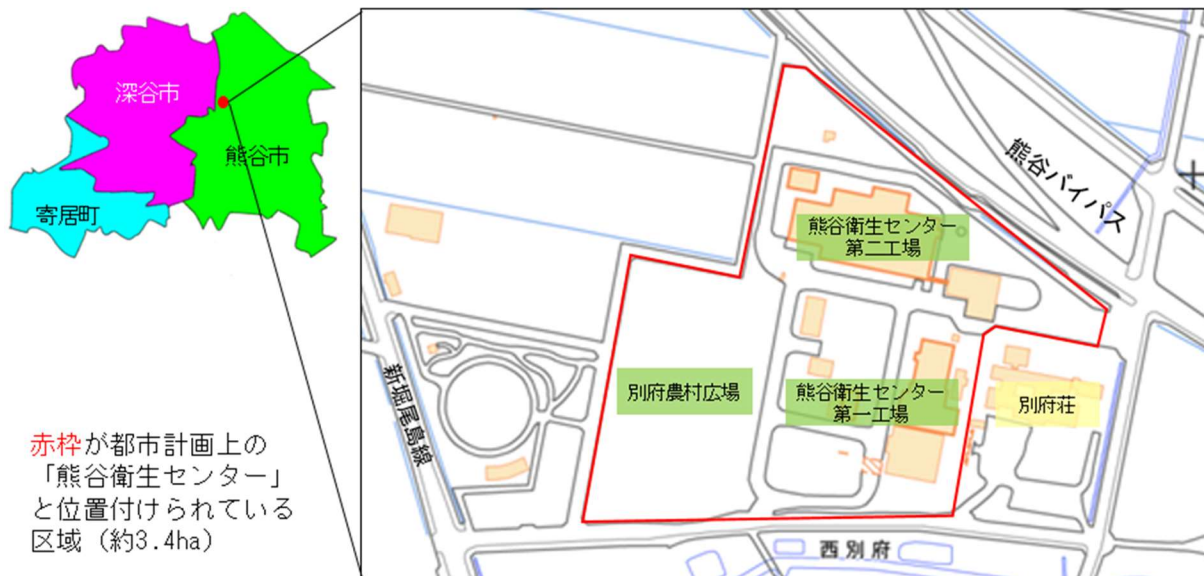 深谷市
熊谷市
寄居町
赤枠が都市計画上の
「熊谷衛生センター」
と位置付けられている
区域（約3.4ha）
熊谷バイパス
熊谷衛生センター
第二工場
新堀尾島線
別府農村広場
熊谷衛生センター
第一工場
別府荘
西別府